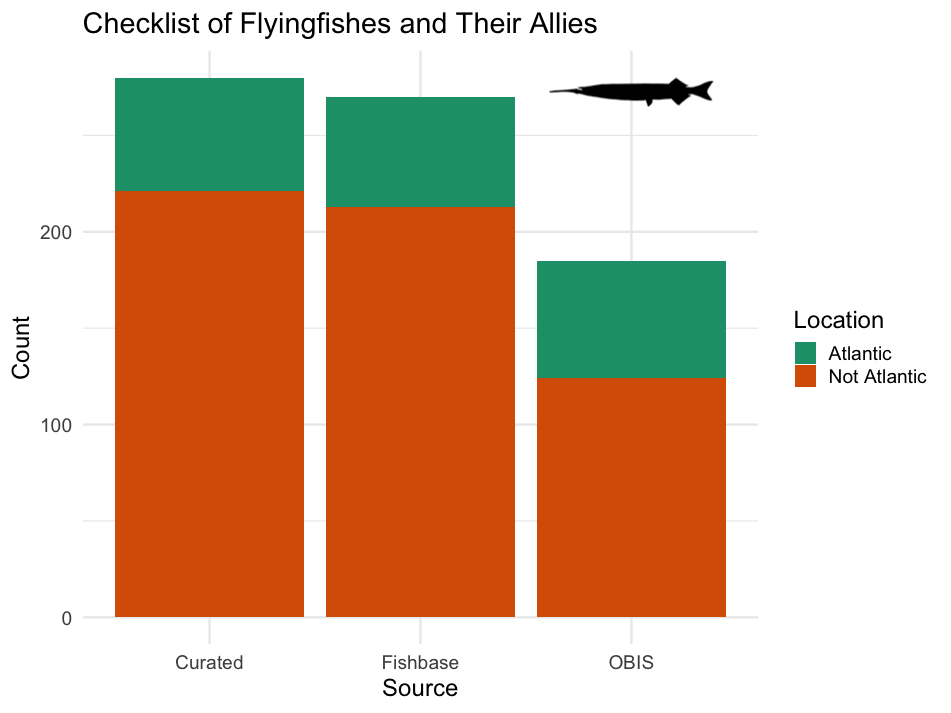 Checklist of Flyingfishes and Their Allies
Count
200
100
0
Curated Fishbase OBIS
Source
Location
Atlantic
Not Atlantic